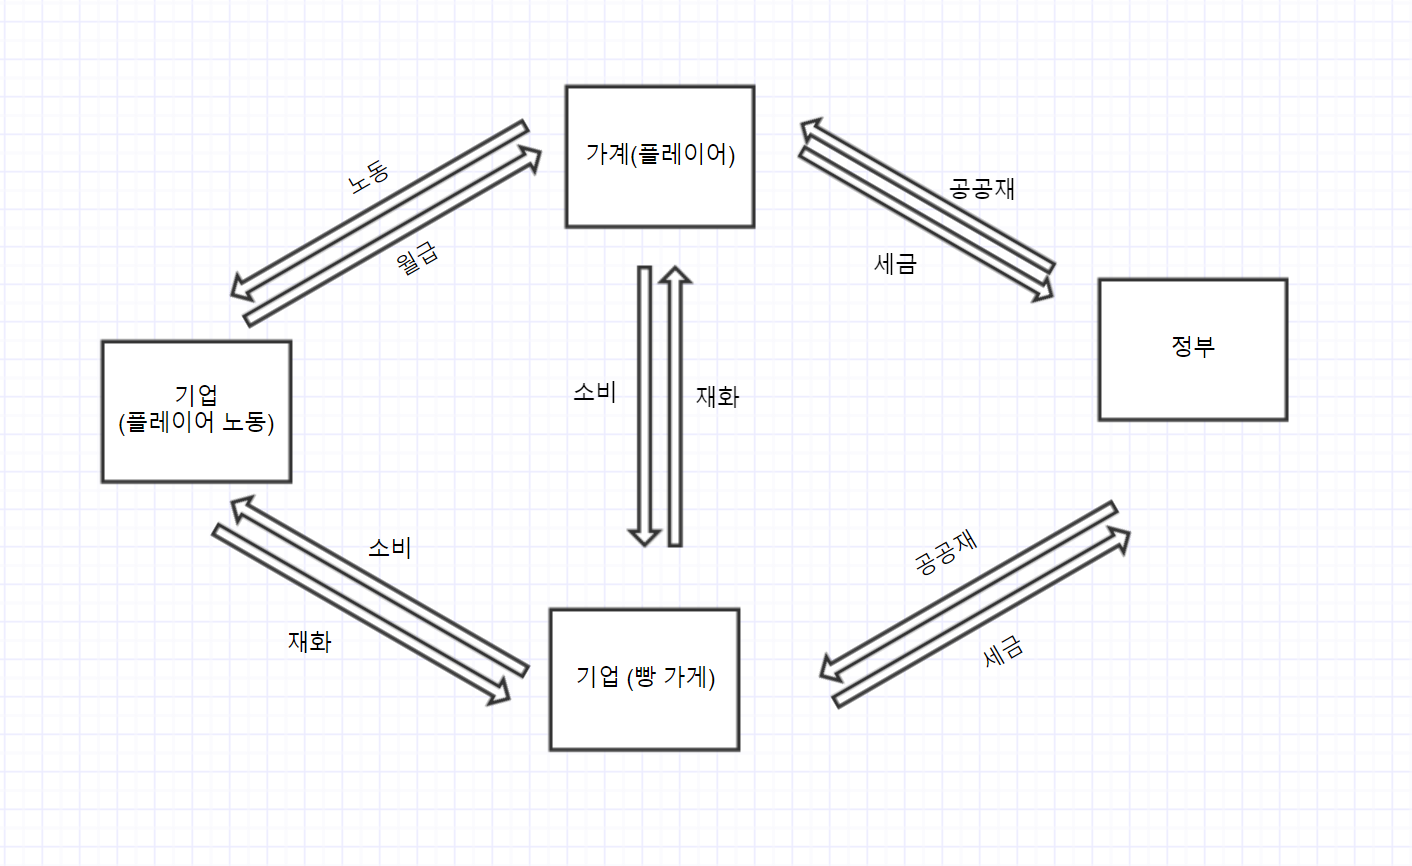 가계(플레이어)
노동
공공재
월급
세금
정부
기업
(플레이어 노동)
소비
재화
소비
공공재
재화
세금
기업 (빵 가게)